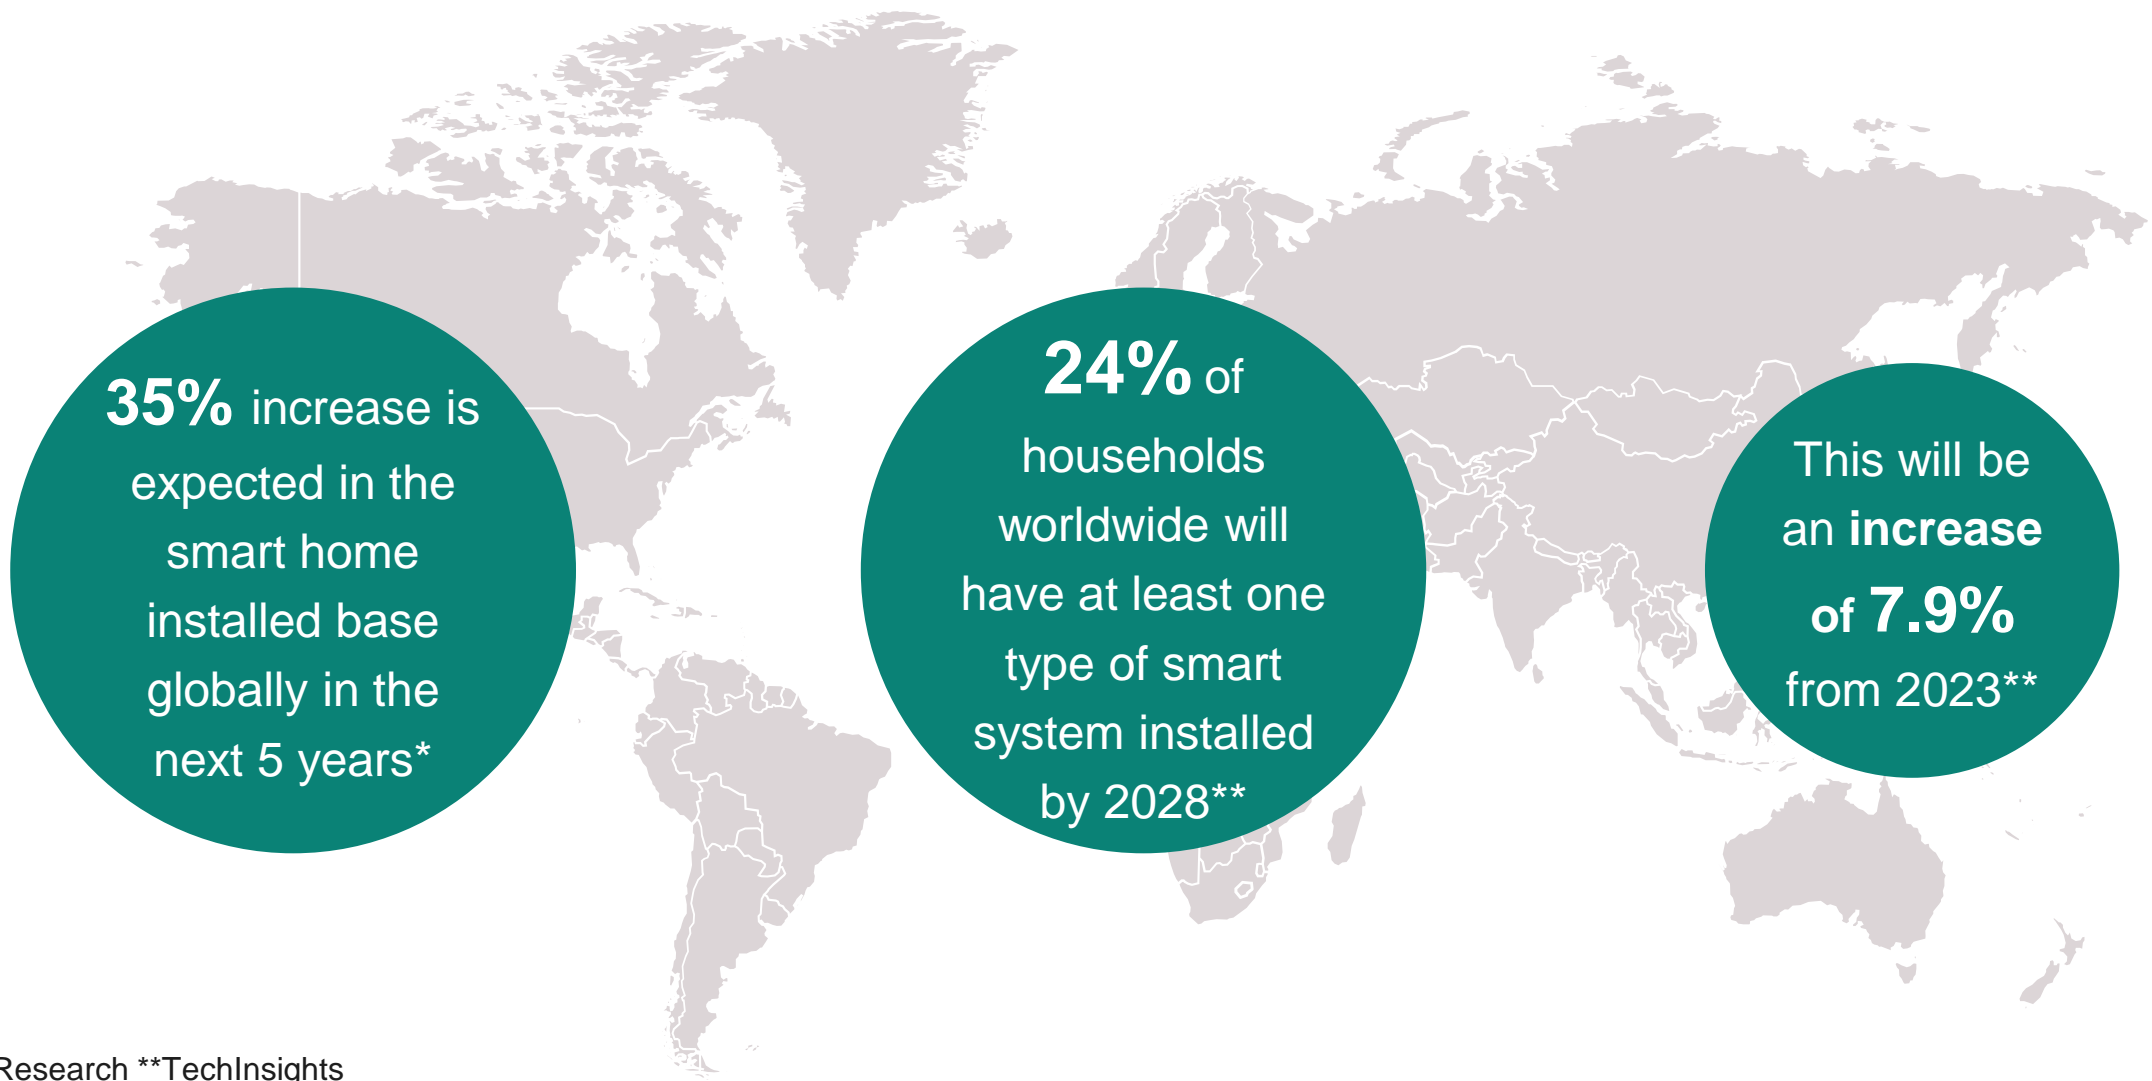 35% increase is
expected in the
smart home
installed base
globally in the
next 5 years*
24% of
households
worldwide will
have at least one
type of smart
system installed
by 2028**
This will be
an increase
of 7.9%
from 2023**
Research **TechInsights